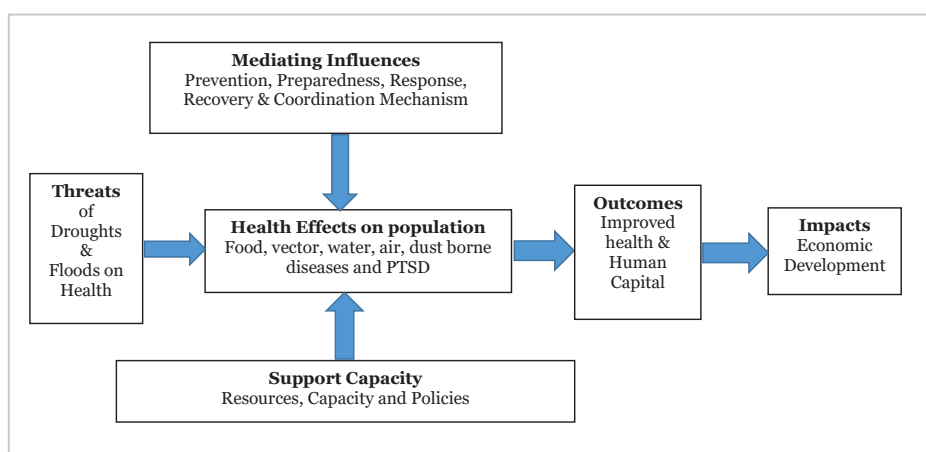 Mediating Influences
Prevention, Preparedness, Response,
Recovery & Coordination Mechanism
Threats
of
Droughts
&
Floods on
Health
Health Effects on population
Food, vector, water, air, dust borne
diseases and PTSD
Outcomes
Improved
health &
Human
Capital
Impacts
Economic
Development
Support Capacity
Resources, Capacity and Policies